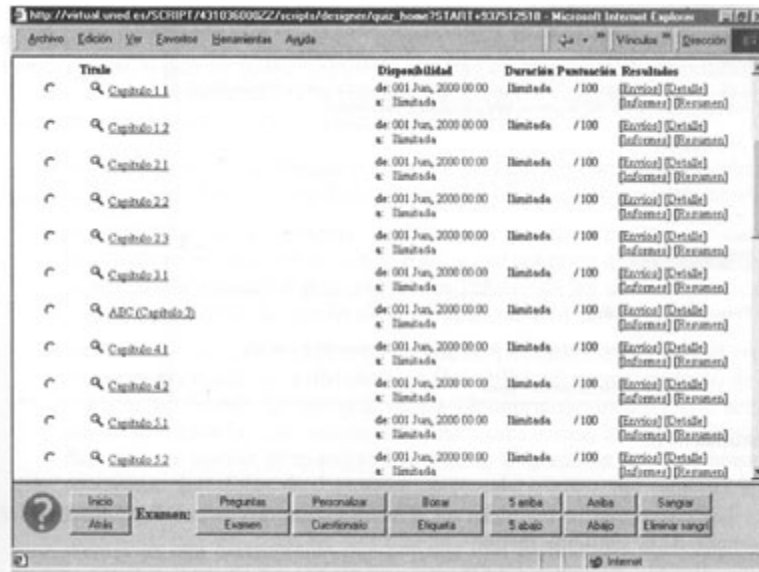 http://virtual.uned.es/SCRIPT/431036000ZZ/scripts/designer/quiz_home?START+937512518 - Microsoft Internet Explorer
Archivo Edición Ver Favoritos Herramientas Ayuda Vínculos Dirección
Título Disponibilidad Duración Puntuación Resultados
Capítulo 1.1 de: 001 Jun, 2000 00:00 Ilimitada / 100 [Envíos] [Detalle]
a: Ilimitada [Informes] [Resumen]
Capítulo 1.2 de: 001 Jun, 2000 00:00 Ilimitada / 100 [Envíos] [Detalle]
a: Ilimitada [Informes] [Resumen]
Capítulo 2.1 de: 001 Jun, 2000 00:00 Ilimitada / 100 [Envíos] [Detalle]
a: Ilimitada [Informes] [Resumen]
Capítulo 2.2 de: 001 Jun, 2000 00:00 Ilimitada / 100 [Envíos] [Detalle]
a: Ilimitada [Informes] [Resumen]
Capítulo 2.3 de: 001 Jun, 2000 00:00 Ilimitada / 100 [Envíos] [Detalle]
a: Ilimitada [Informes] [Resumen]
Capítulo 3.1 de: 001 Jun, 2000 00:00 Ilimitada / 100 [Envíos] [Detalle]
a: Ilimitada [Informes] [Resumen]
ABC (Capítulo 3) de: 001 Jun, 2000 00:00 Ilimitada / 100 [Envíos] [Detalle]
a: Ilimitada [Informes] [Resumen]
Capítulo 4.1 de: 001 Jun, 2000 00:00 Ilimitada / 100 [Envíos] [Detalle]
a: Ilimitada [Informes] [Resumen]
Capítulo 4.2 de: 001 Jun, 2000 00:00 Ilimitada / 100 [Envíos] [Detalle]
a: Ilimitada [Informes] [Resumen]
Capítulo 5.1 de: 001 Jun, 2000 00:00 Ilimitada / 100 [Envíos] [Detalle]
a: Ilimitada [Informes] [Resumen]
Capítulo 5.2 de: 001 Jun, 2000 00:00 Ilimitada / 100 [Envíos] [Detalle]
a: Ilimitada [Informes] [Resumen]
Inicio Examen: Preguntas Personalizar Borrar 5 arriba Arriba Sangrar
Atrás Examen Cuestionario Etiqueta 5 abajo Abajo Eliminar sangrí
Internet